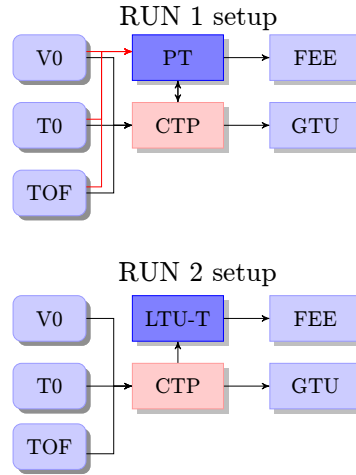 RUN 1 setup
V0 PT FEE
T0 CTP GTU
TOF
RUN 2 setup
V0 LTU-T FEE
T0 CTP GTU
TOF